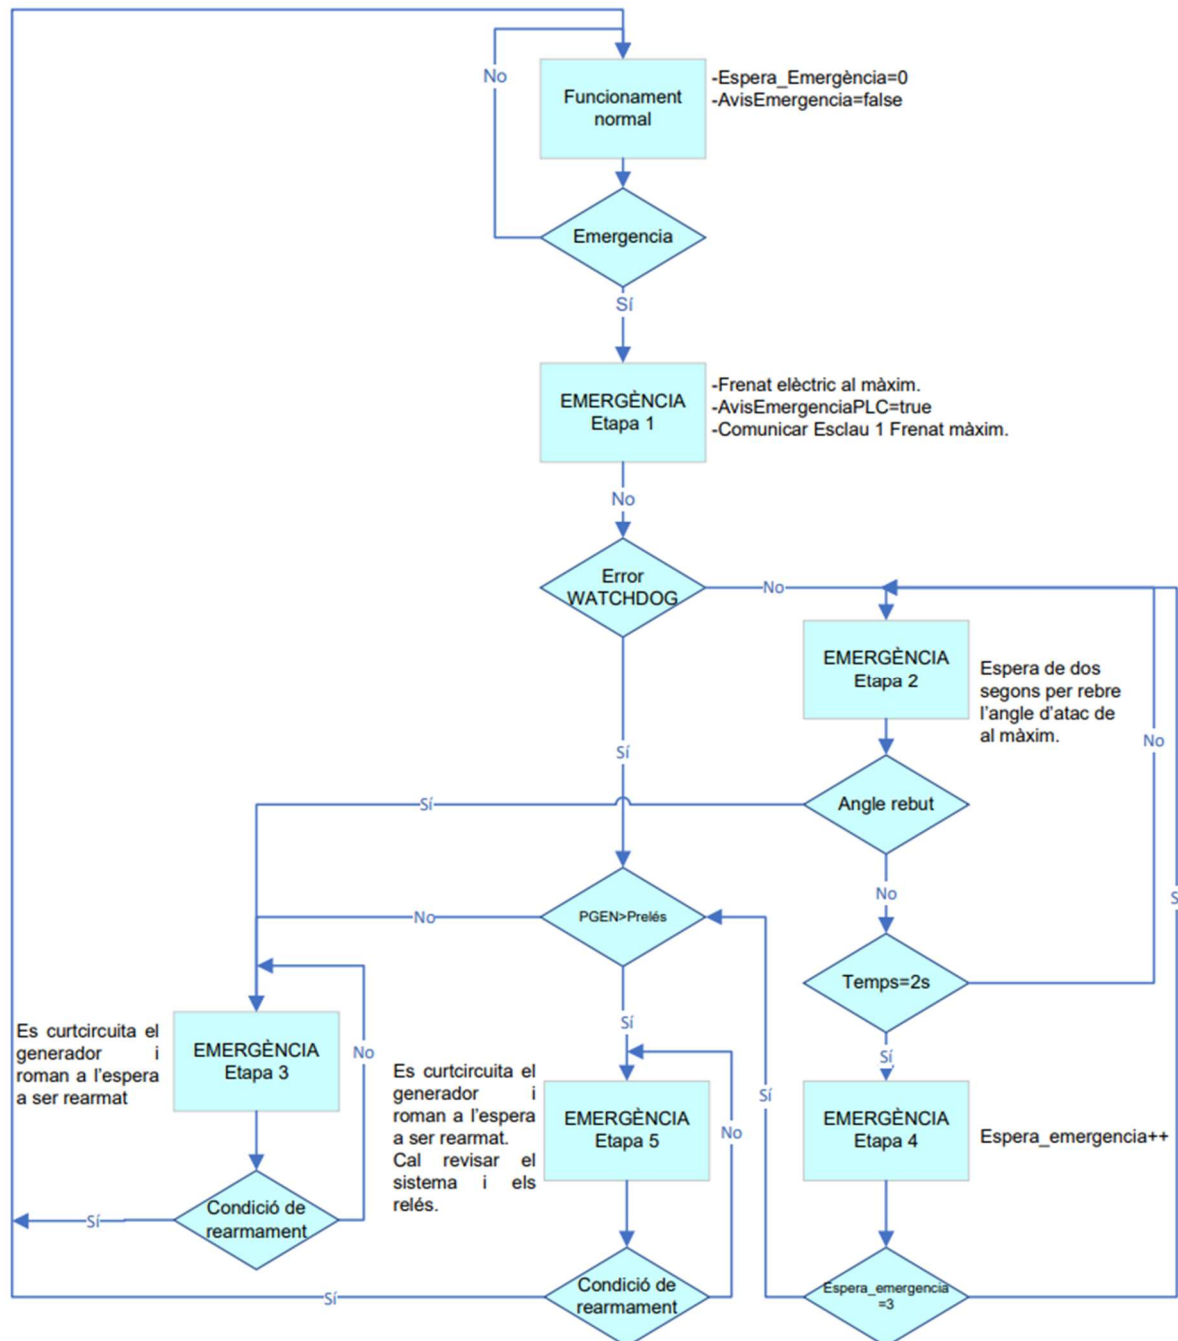 No
Funcionament
normal
-Espera_Emergència=0
-AvisEmergencia=false
Emergencia
Sí
EMERGÈNCIA
Etapa 1
-Frenat elèctric al màxim.
-AvisEmergenciaPLC=true
-Comunicar Esclau 1 Frenat màxim.
No
Error
WATCHDOG
No
EMERGÈNCIA
Etapa 2
Espera de dos
segons per rebre
l'angle d'atac de
al màxim.
No
Sí
Sí
Angle rebut
No
No
PGEN>Prelés
S
Temps=2s
Sí
Sí
Es curtcircuita el
generador i
roman a l'espera
a ser rearmat
EMERGÈNCIA
Etapa 3
No
Es curtcircuita el
generador i
roman a l'espera
a ser rearmat.
Cal revisar el
sistema i els
relés.
EMERGÈNCIA
Etapa 5
No
Sí
EMERGÈNCIA
Etapa 4
Espera_emergencia++
Sí
Condició de
rearmament
Sí
Condició de
rearmament
Espera_emergencia
=3